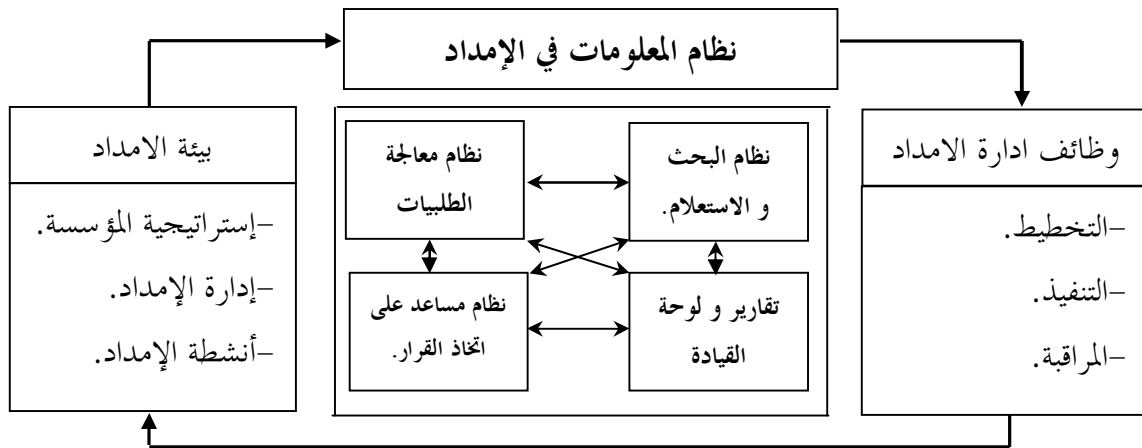 نظام المعلومات في الإمداد
وظائف ادارة الامداد
-التخطيط.
-التنفيذ.
-المراقبة.
نظام البحث
و الاستعلام.
نظام معالجة
الطلبيات
تقارير و لوحة
القيادة
نظام مساعد على
اتخاذ القرار.
بيئة الامداد
-إستراتيجية المؤسسة.
-إدارة الإمداد.
-أنشطة الإمداد.